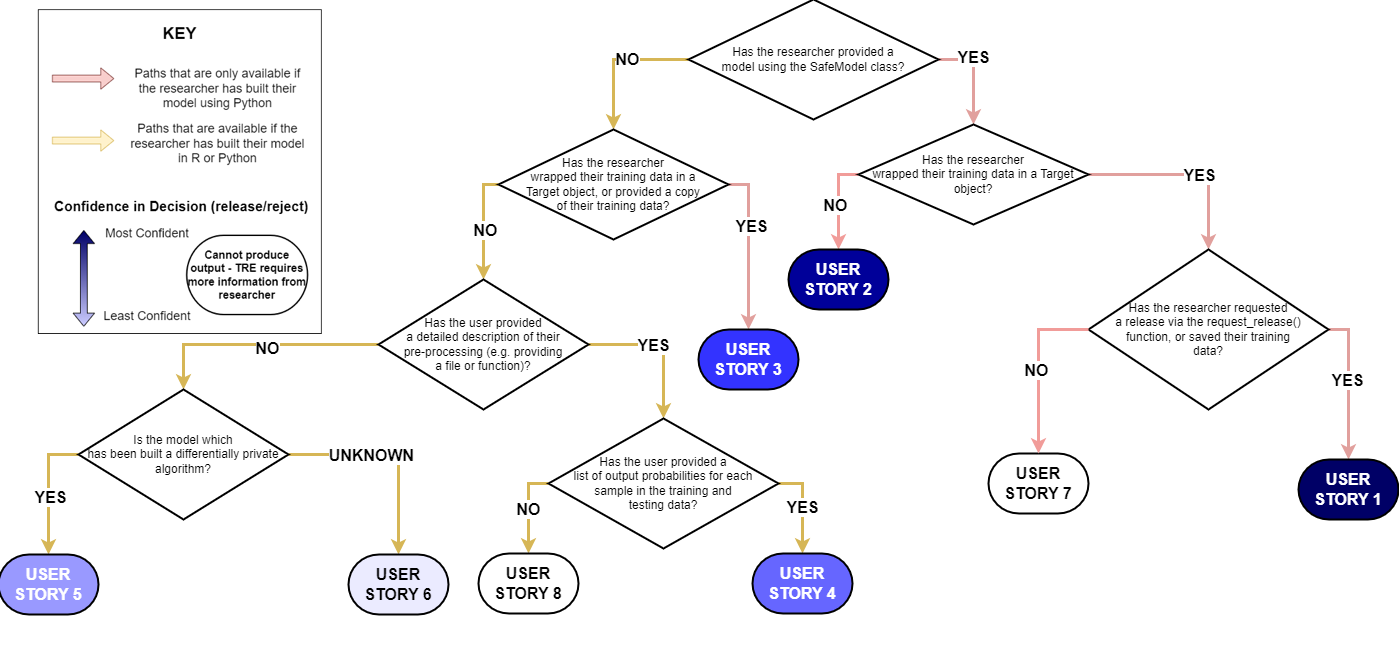 KEY
Paths that are only available if
the researcher has built their
model using Python
Paths that are available if the
researcher has built their model
in R or Python
Confidence in Decision (release/reject)
Most Confident
Cannot produce
output - TRE requires
more information from
researcher
Least Confident
Has the researcher provided a
model using the SafeModel class?
NO
YES
Has the researcher
wrapped their training data in a
Target object, or provided a copy
of their training data?
Has the researcher
wrapped their training data in a Target
object?
NO
YES
NO
YES
USER
STORY 2
Has the researcher requested
a release via the request_release()
function, or saved their training
data?
Has the user provided
a detailed description of their
pre-processing (e.g. providing
a file or function)?
USER
STORY 3
NO
YES
NO
YES
Is the model which
has been built a differentially private
algorithm?
Has the user provided a
list of output probabilities for each
sample in the training and
testing data?
USER
STORY 7
USER
STORY 1
YES
UNKNOWN
NO
YES
USER
STORY 5
USER
STORY 6
USER
STORY 8
USER
STORY 4